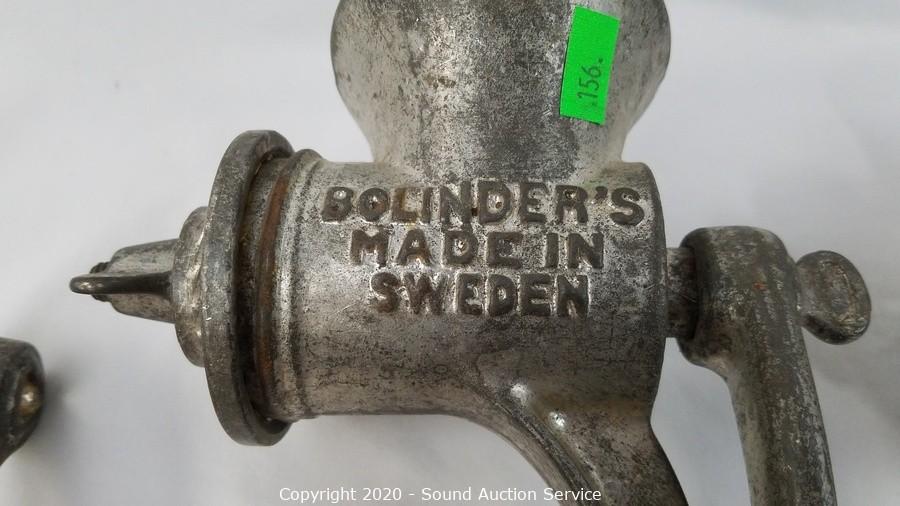 156.
BOLINDER'S
MADE IN
SWEDEN
Copyright 2020 - Sound Auction Service